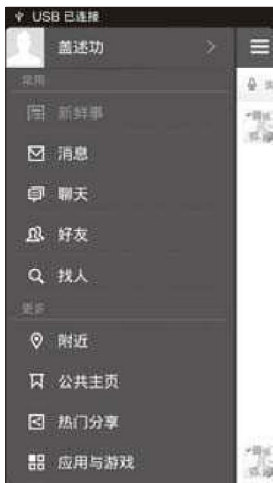 USB 已连接
盖述功
常用
新鲜事
消息
聊天
好友
找人
更多
附近
公共主页
热门分享
应用与游戏